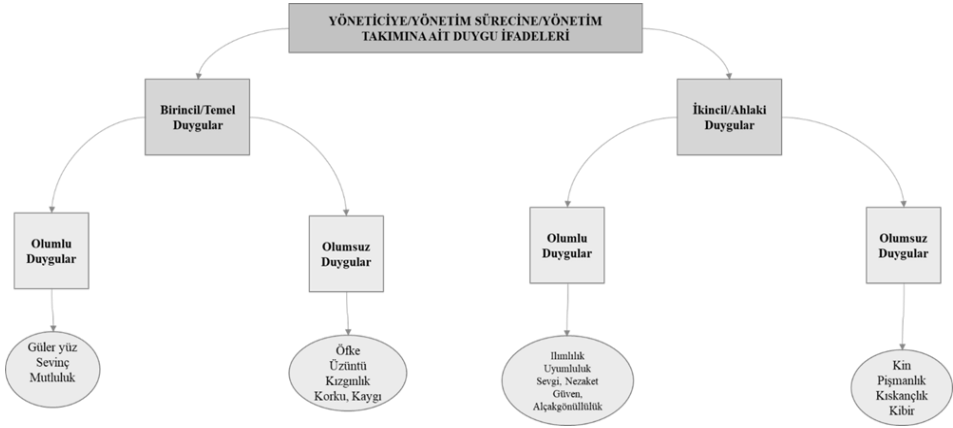 YÖNETİCİYE/YÖNETİM SÜRECİNE/YÖNETİM
TAKIMINA AİT DUYGU İFADELERİ
Birincil/Temel
Duygular
İkincil/Ahlaki
Duygular
Olumlu
Duygular
Olumsuz
Duygular
Olumlu
Duygular
Olumsuz
Duygular
Güler yüz
Sevinç
Mutluluk
Öfke
Üzüntü
Kızgınlık
Korku, Kaygı
Ilımlılık
Uyumluluk
Sevgi, Nezaket
Güven,
Alçakgönüllülük
Kin
Pişmanlık
Kıskançlık
Kibir